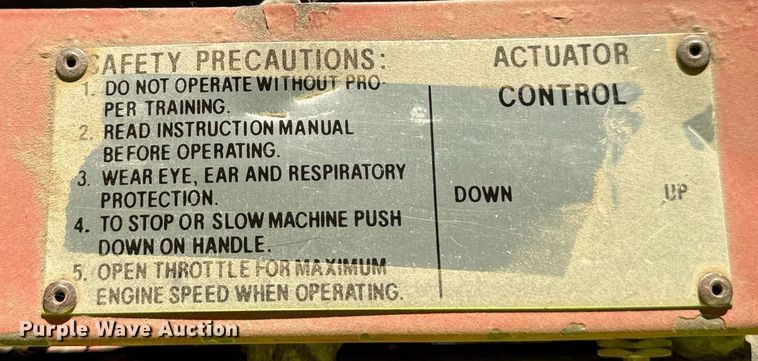 SAFETY PRECAUTIONS:
1. DO NOT OPERATE WITHOUT PRO-
PER TRAINING.
2. READ INSTRUCTION MANUAL
BEFORE OPERATING.
3. WEAR EYE, EAR AND RESPIRATORY
PROTECTION.
4. TO STOP OR SLOW MACHINE PUSH
DOWN ON HANDLE.
5. OPEN THROTTLE FOR MAXIMUM
ENGINE SPEED WHEN OPERATING.
ACTUATOR
CONTROL
DOWN UP
Purple Wave Auction